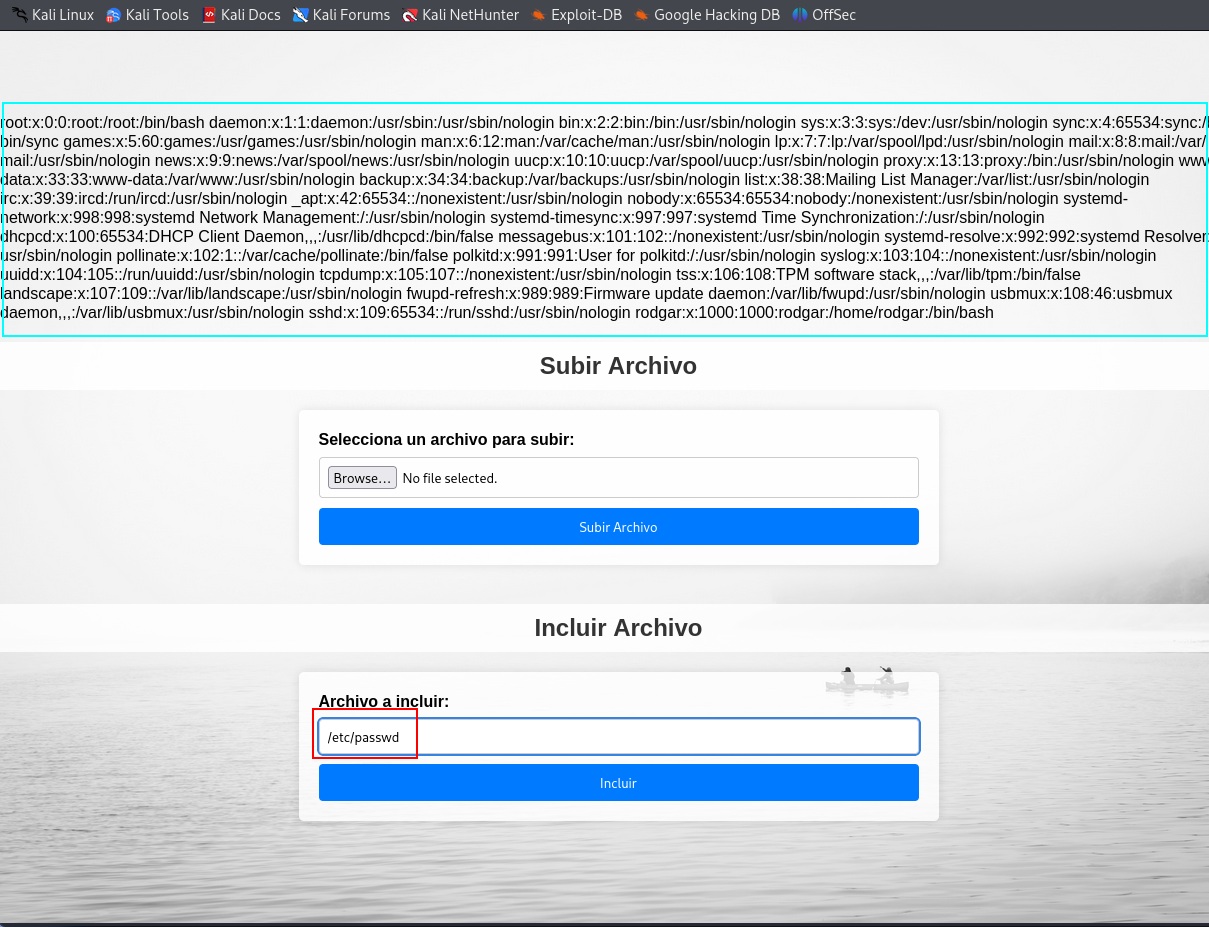 Kali Linux Kali Tools Kali Docs Kali Forums Kali NetHunter Exploit-DB Google Hacking DB OffSec
root:x:0:0:root:/root:/bin/bash daemon:x:1:1:daemon:/usr/sbin:/usr/sbin/nologin bin:x:2:2:bin:/bin:/usr/sbin/nologin sys:x:3:3:sys:/dev:/usr/sbin/nologin sync:x:4:65534:sync:/
bin/sync games:x:5:60:games:/usr/games:/usr/sbin/nologin man:x:6:12:man:/var/cache/man:/usr/sbin/nologin lp:x:7:7:lp:/var/spool/lpd:/usr/sbin/nologin mail:x:8:8:mail:/var/
mail:/usr/sbin/nologin news:x:9:9:news:/var/spool/news:/usr/sbin/nologin uucp:x:10:10:uucp:/var/spool/uucp:/usr/sbin/nologin proxy:x:13:13:proxy:/bin:/usr/sbin/nologin www
data:x:33:33:www-data:/var/www:/usr/sbin/nologin backup:x:34:34:backup:/var/backups:/usr/sbin/nologin list:x:38:38:Mailing List Manager:/var/list:/usr/sbin/nologin
irc:x:39:39:ircd:/run/ircd:/usr/sbin/nologin _apt:x:42:65534::/nonexistent:/usr/sbin/nologin nobody:x:65534:65534:nobody:/nonexistent:/usr/sbin/nologin systemd-
network:x:998:998:systemd Network Management:/:/usr/sbin/nologin systemd-timesync:x:997:997:systemd Time Synchronization:/:/usr/sbin/nologin
dhcpcd:x:100:65534:DHCP Client Daemon,,,:/usr/lib/dhcpcd:/bin/false messagebus:x:101:102::/nonexistent:/usr/sbin/nologin systemd-resolve:x:992:992:systemd Resolver
usr/sbin/nologin pollinate:x:102:1::/var/cache/pollinate:/bin/false polkitd:x:991:991:User for polkitd:/:/usr/sbin/nologin syslog:x:103:104::/nonexistent:/usr/sbin/nologin
uuidd:x:104:105::/run/uuidd:/usr/sbin/nologin tcpdump:x:105:107::/nonexistent:/usr/sbin/nologin tss:x:106:108:TPM software stack,,,:/var/lib/tpm:/bin/false
landscape:x:107:109::/var/lib/landscape:/usr/sbin/nologin fwupd-refresh:x:989:989:Firmware update daemon:/var/lib/fwupd:/usr/sbin/nologin usbmux:x:108:46:usbmux
daemon,,,:/var/lib/usbmux:/usr/sbin/nologin sshd:x:109:65534::/run/sshd:/usr/sbin/nologin rodgar:x:1000:1000:rodgar:/home/rodgar:/bin/bash
Subir Archivo
Selecciona un archivo para subir:
Browse... No file selected.
Subir Archivo
Incluir Archivo
Archivo a incluir:
/etc/passwd
Incluir